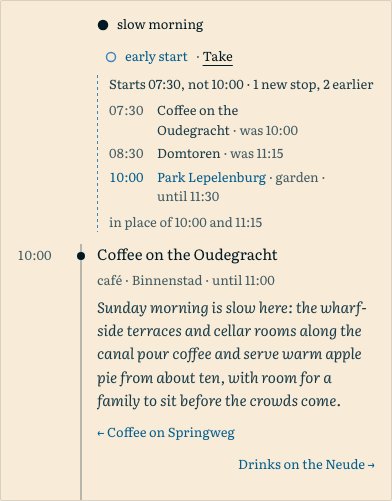 slow morning
early start · Take
Starts 07:30, not 10:00 · 1 new stop, 2 earlier
07:30 Coffee on the
Oudegracht · was 10:00
08:30 Domtoren · was 11:15
10:00 Park Lepelenburg · garden ·
until 11:30
in place of 10:00 and 11:15
10:00 Coffee on the Oudegracht
café · Binnenstad · until 11:00
Sunday morning is slow here: the wharf-
side terraces and cellar rooms along the
canal pour coffee and serve warm apple
pie from about ten, with room for a
family to sit before the crowds come.
← Coffee on Springweg
Drinks on the Neude →